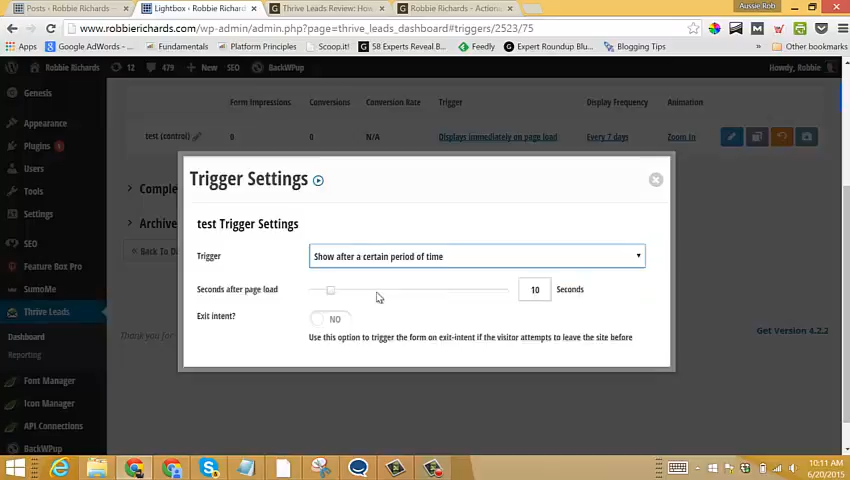 Aussie Rob
Posts ‹ Robbie Richards
Lightbox ‹ Robbie Richards
Thrive Leads Review: How
Robbie Richards - Action
www.robbierichards.com/wp-admin/admin.php?page=thrive_leads_dashboard#triggers/2523/75
Apps
Google AdWords -
Fundamentals
Platform Training
Scoop.it!
58 Experts Reveal B
Feedly
Expert Roundup Blu
Blogging Tips
Other bookmarks
Robbie Richards
12
468
New
SEO
BackWPup
Howdy, Robbie
Genesis
Form Impressions
Conversions
Conversion Rate
Trigger
Display Frequency
Animation
Appearance
test (control)
0
0
N/A
Displays immediately on page load
Every 7 days
Zoom In
Plugins 1
Users
Trigger Settings
Tools
Comple
Settings
Archive
test Trigger Settings
SEO
< Back To D
Trigger
Show after a certain period of time
Feature Box Pro
SumoMe
Seconds after page load
10
Seconds
Thrive Leads
Exit intent?
NO
Thank you
Use this option to trigger the form on exit-intent if the visitor attempts to leave the site before
Get Version 4.2.2
Dashboard
Reporting
Font Manager
Icon Manager
API Connections
BackWPup
10:11 AM
6/20/2015